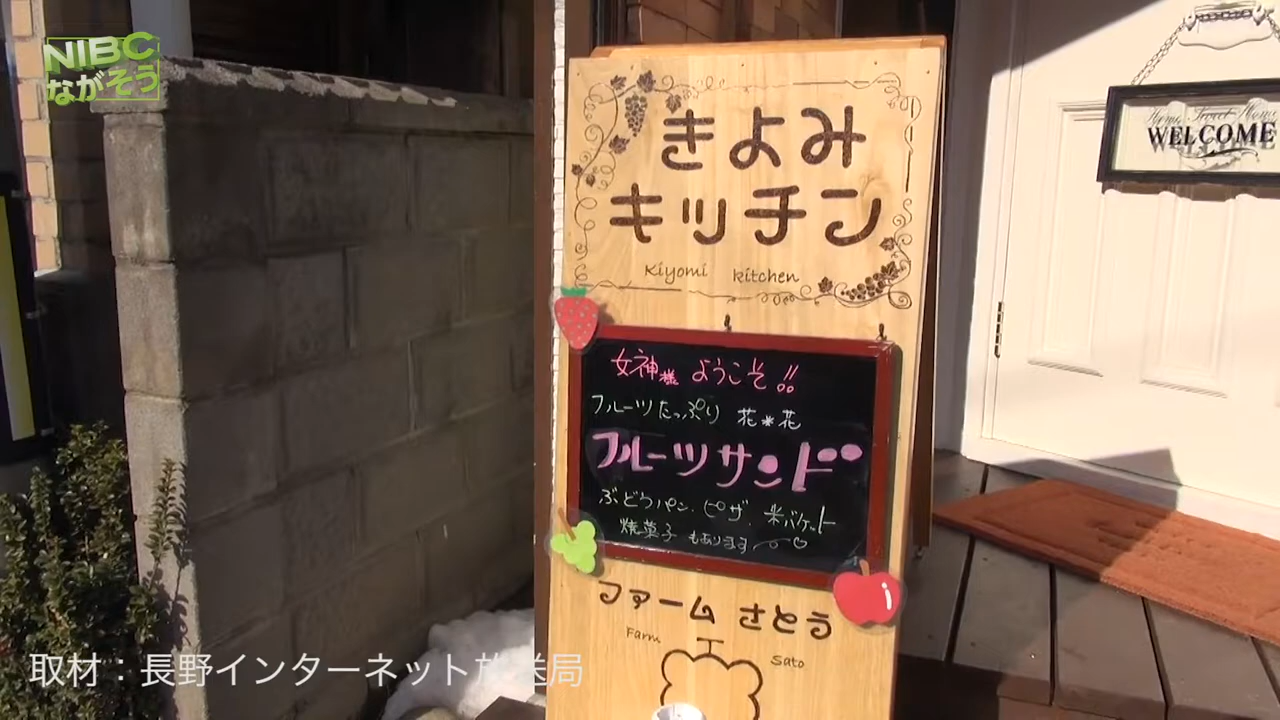 NIBC
ながそう
きよみ
キッチン
Kiyomi kitchen
女神様 ようこそ!!
フルーツたっぷり 花*花
フルーツサンド
ぶどうパン、ピザ、米バケット
焼菓子 もあります
ファーム さとう
Farm Sato
Home Sweet Home
WELCOME
取材：長野インターネット放送局